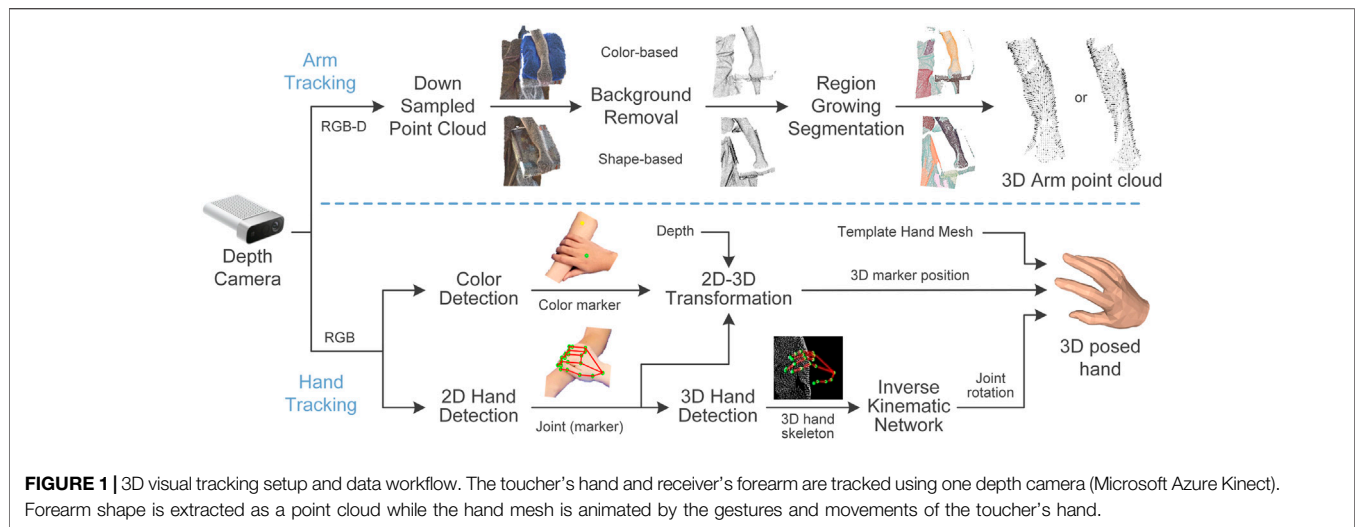 Arm
Tracking
RGB-D
Down
Sampled
Point Cloud
Color-based
Background
Removal
Shape-based
Region
Growing
Segmentation
or
3D Arm point cloud
Depth
Camera
RGB
Hand
Tracking
Color
Detection
Color marker
Depth
2D-3D
Transformation
Template Hand Mesh
3D marker position
2D Hand
Detection
Joint (marker)
3D Hand
Detection
3D hand
skeleton
Inverse
Kinematic
Network
Joint
rotation
3D posed
hand
FIGURE 1 | 3D visual tracking setup and data workflow. The toucher’s hand and receiver’s forearm are tracked using one depth camera (Microsoft Azure Kinect).
Forearm shape is extracted as a point cloud while the hand mesh is animated by the gestures and movements of the toucher’s hand.